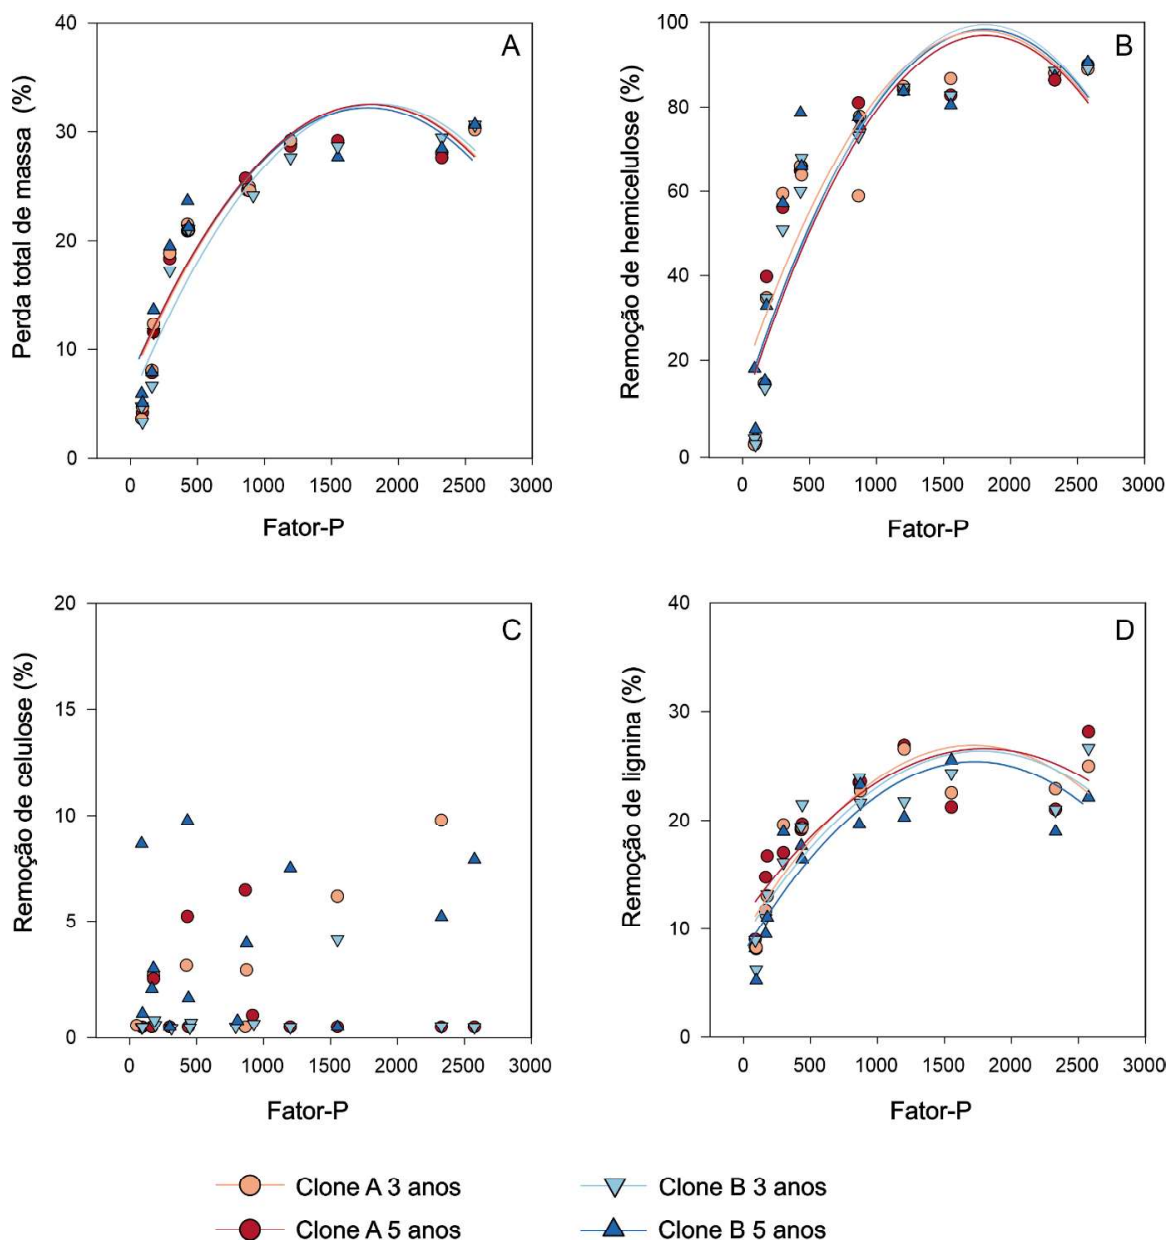 A
Perda total de massa (%)
40
30
20
10
0
0 500 1000 1500 2000 2500 3000
Fator-P
B
Remoção de hemicelulose (%)
100
80
60
40
20
0
0 500 1000 1500 2000 2500 3000
Fator-P
C
Remoção de celulose (%)
20
15
10
5
0
0 500 1000 1500 2000 2500 3000
Fator-P
D
Remoção de lignina (%)
40
30
20
10
0
0 500 1000 1500 2000 2500 3000
Fator-P
Clone A 3 anos
Clone B 3 anos
Clone A 5 anos
Clone B 5 anos